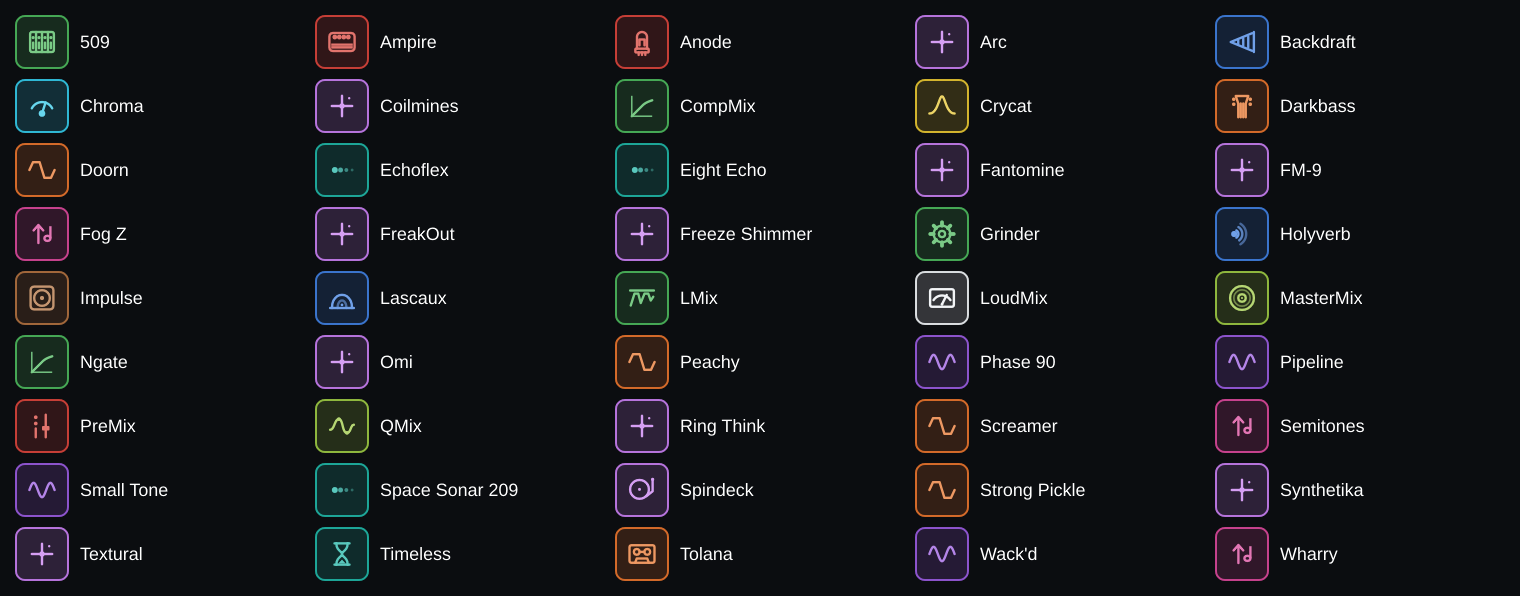 509
Ampire
Anode
Arc
Backdraft
Chroma
Coilmines
CompMix
Crycat
Darkbass
Doorn
Echoflex
Eight Echo
Fantomine
FM-9
Fog Z
FreakOut
Freeze Shimmer
Grinder
Holyverb
Impulse
Lascaux
LMix
LoudMix
MasterMix
Ngate
Omi
Peachy
Phase 90
Pipeline
PreMix
QMix
Ring Think
Screamer
Semitones
Small Tone
Space Sonar 209
Spindeck
Strong Pickle
Synthetika
Textural
Timeless
Tolana
Wack'd
Wharry